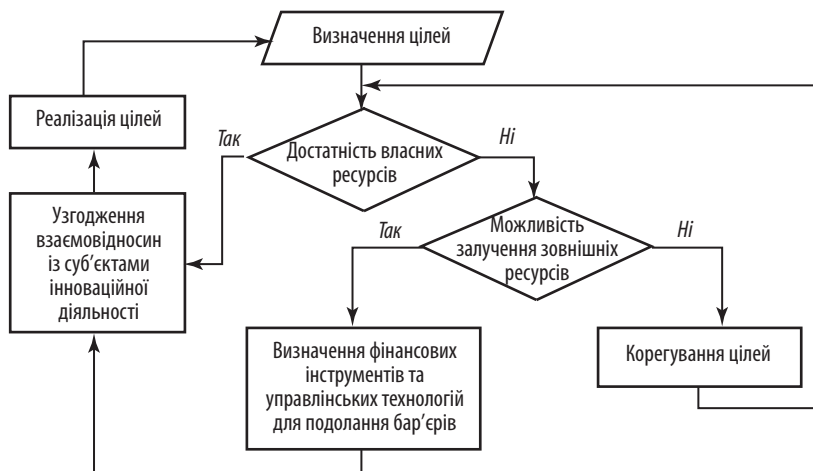 Визначення цілей
Реалізація цілей
Так
Достатність власних
ресурсів
Ні
Узгодження
взаємовідносин
із суб’єктами
інноваційної
діяльності
Так
Можливість
залучення зовнішніх
ресурсів
Ні
Визначення фінансових
інструментів та
управлінських технологій
для подолання бар’єрів
Корегування цілей